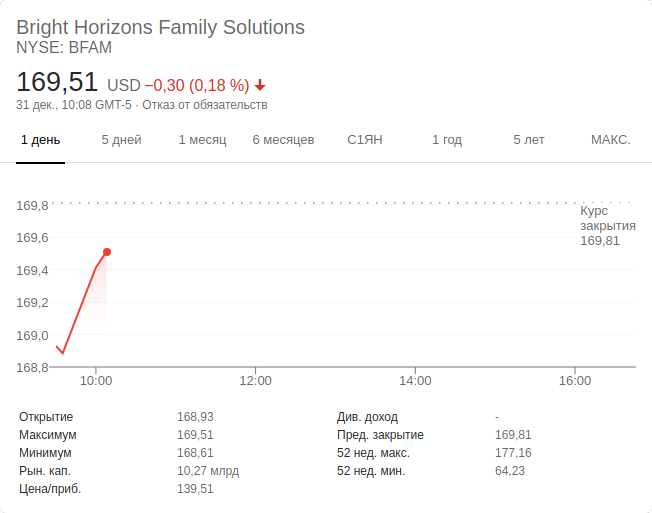 Bright Horizons Family Solutions
NYSE: BFAM
169,51 USD −0,30 (0,18 %)
31 дек., 10:08 GMT-5 · Отказ от обязательств
1 день 5 дней 1 месяц 6 месяцев С1ЯН 1 год 5 лет МАКС.
169,8
Курс
закрытия
169,81
169,6
169,4
169,2
169,0
168,8
10:00 12:00 14:00 16:00
Открытие 168,93 Див. доход -
Максимум 169,51 Пред. закрытие 169,81
Минимум 168,61 52 нед. макс. 177,16
Рын. кап. 10,27 млрд 52 нед. мин. 64,23
Цена/приб. 139,51